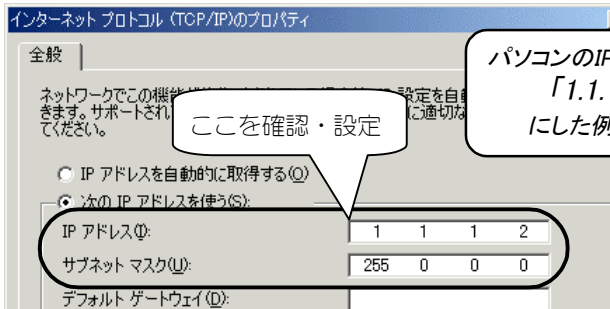 インターネット プロトコル (TCP/IP)のプロパティ
全般
パソコンのIP
「1.1.
にした例
ネットワークでこの機能
設定を自動
きます。サポートされ
に適切な
てください。
ここを確認・設定
IP アドレスを自動的に取得する(O)
次の IP アドレスを使う(S):
IP アドレス(I): 1 1 1 2
サブネット マスク(U): 255 0 0 0
デフォルト ゲートウェイ(D):